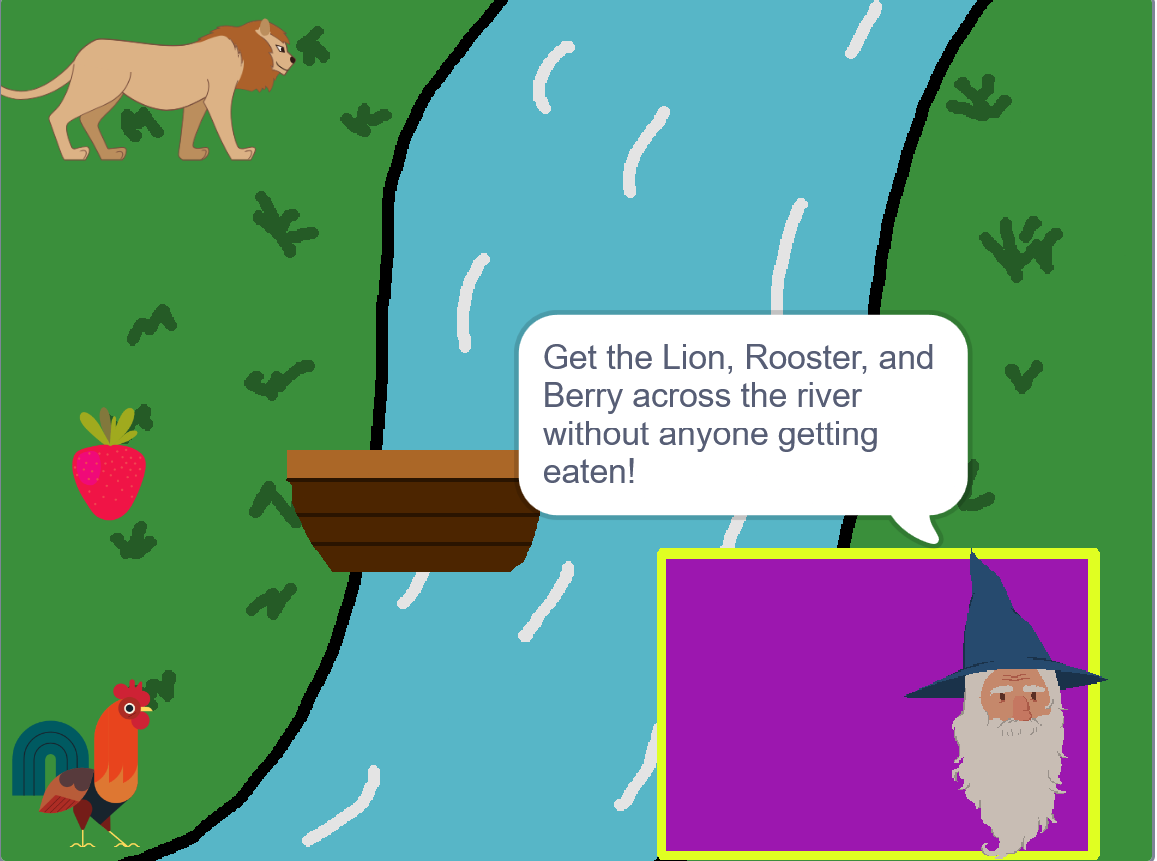 Get the Lion, Rooster, and
Berry across the river
without anyone getting
eaten!